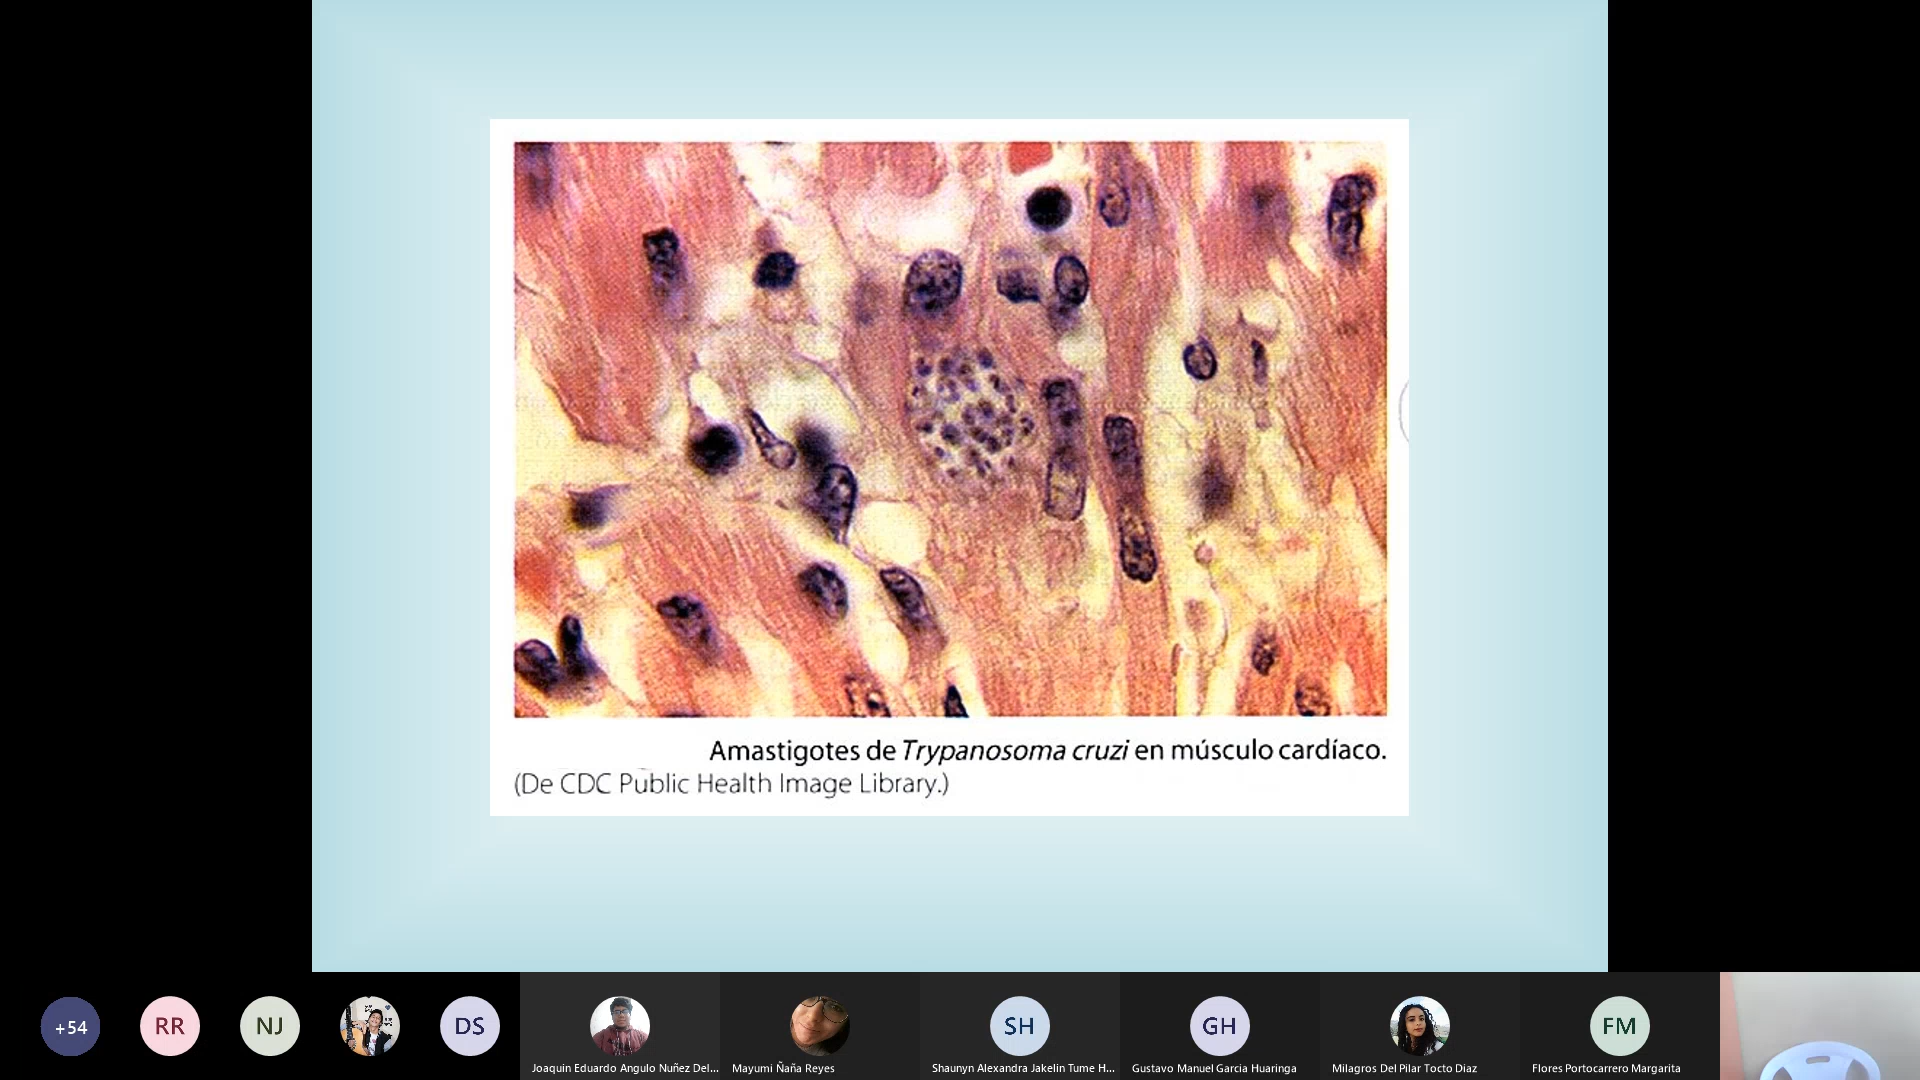 Amastigotes de Trypanosoma cruzi en músculo cardíaco.
(De CDC Public Health Image Library.)
+54
RR
NJ
DS
SH
GH
FM
Joaquin Eduardo Angulo Nuñez Del...
Mayumi Ñaña Reyes
Shaunyn Alexandra Jakelin Tume H...
Gustavo Manuel Garcia Huaringa
Milagros Del Pilar Tocto Diaz
Flores Portocarrero Margarita